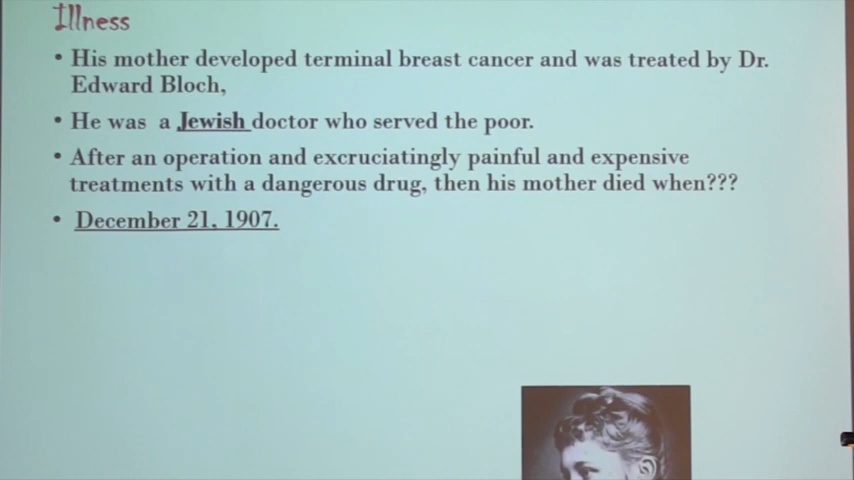 Illness
• His mother developed terminal breast cancer and was treated by Dr.
Edward Bloch,
• He was a Jewish doctor who served the poor.
• After an operation and excruciatingly painful and expensive
treatments with a dangerous drug, then his mother died when???
• December 21, 1907.